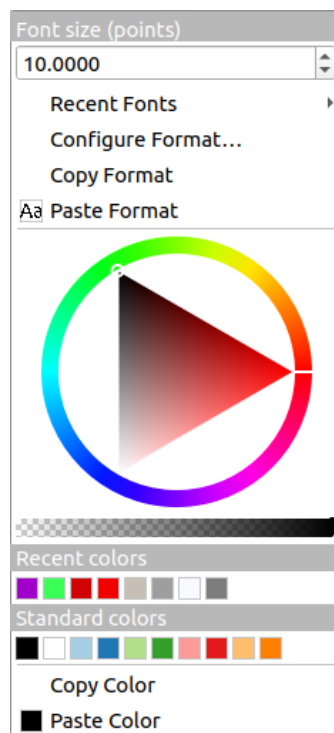 Font size (points)
10.0000
Recent Fonts
Configure Format…
Copy Format
Aa Paste Format
Recent colors
Standard colors
Copy Color
Paste Color